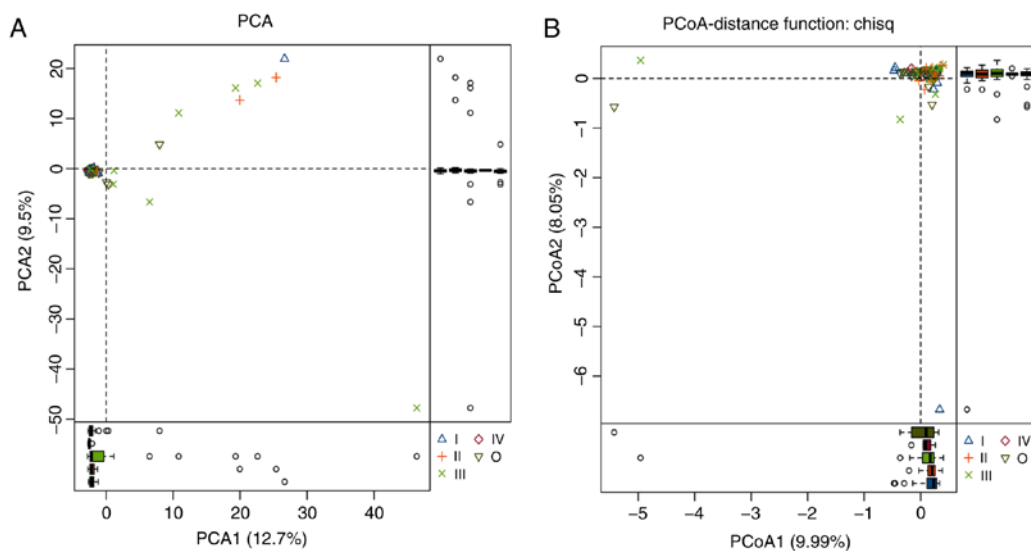 A
PCA
20
10
0
−10
−20
−30
−40
−50
PCA2 (9.5%)
0
20
40
PCA1 (12.7%)
I
IV
II
O
III
B
PCoA-distance function: chisq
0
−1
−2
−3
−4
−5
−6
PCoA2 (8.05%)
−5
−4
−3
−2
−1
0
PCoA1 (9.99%)
I
IV
II
O
III